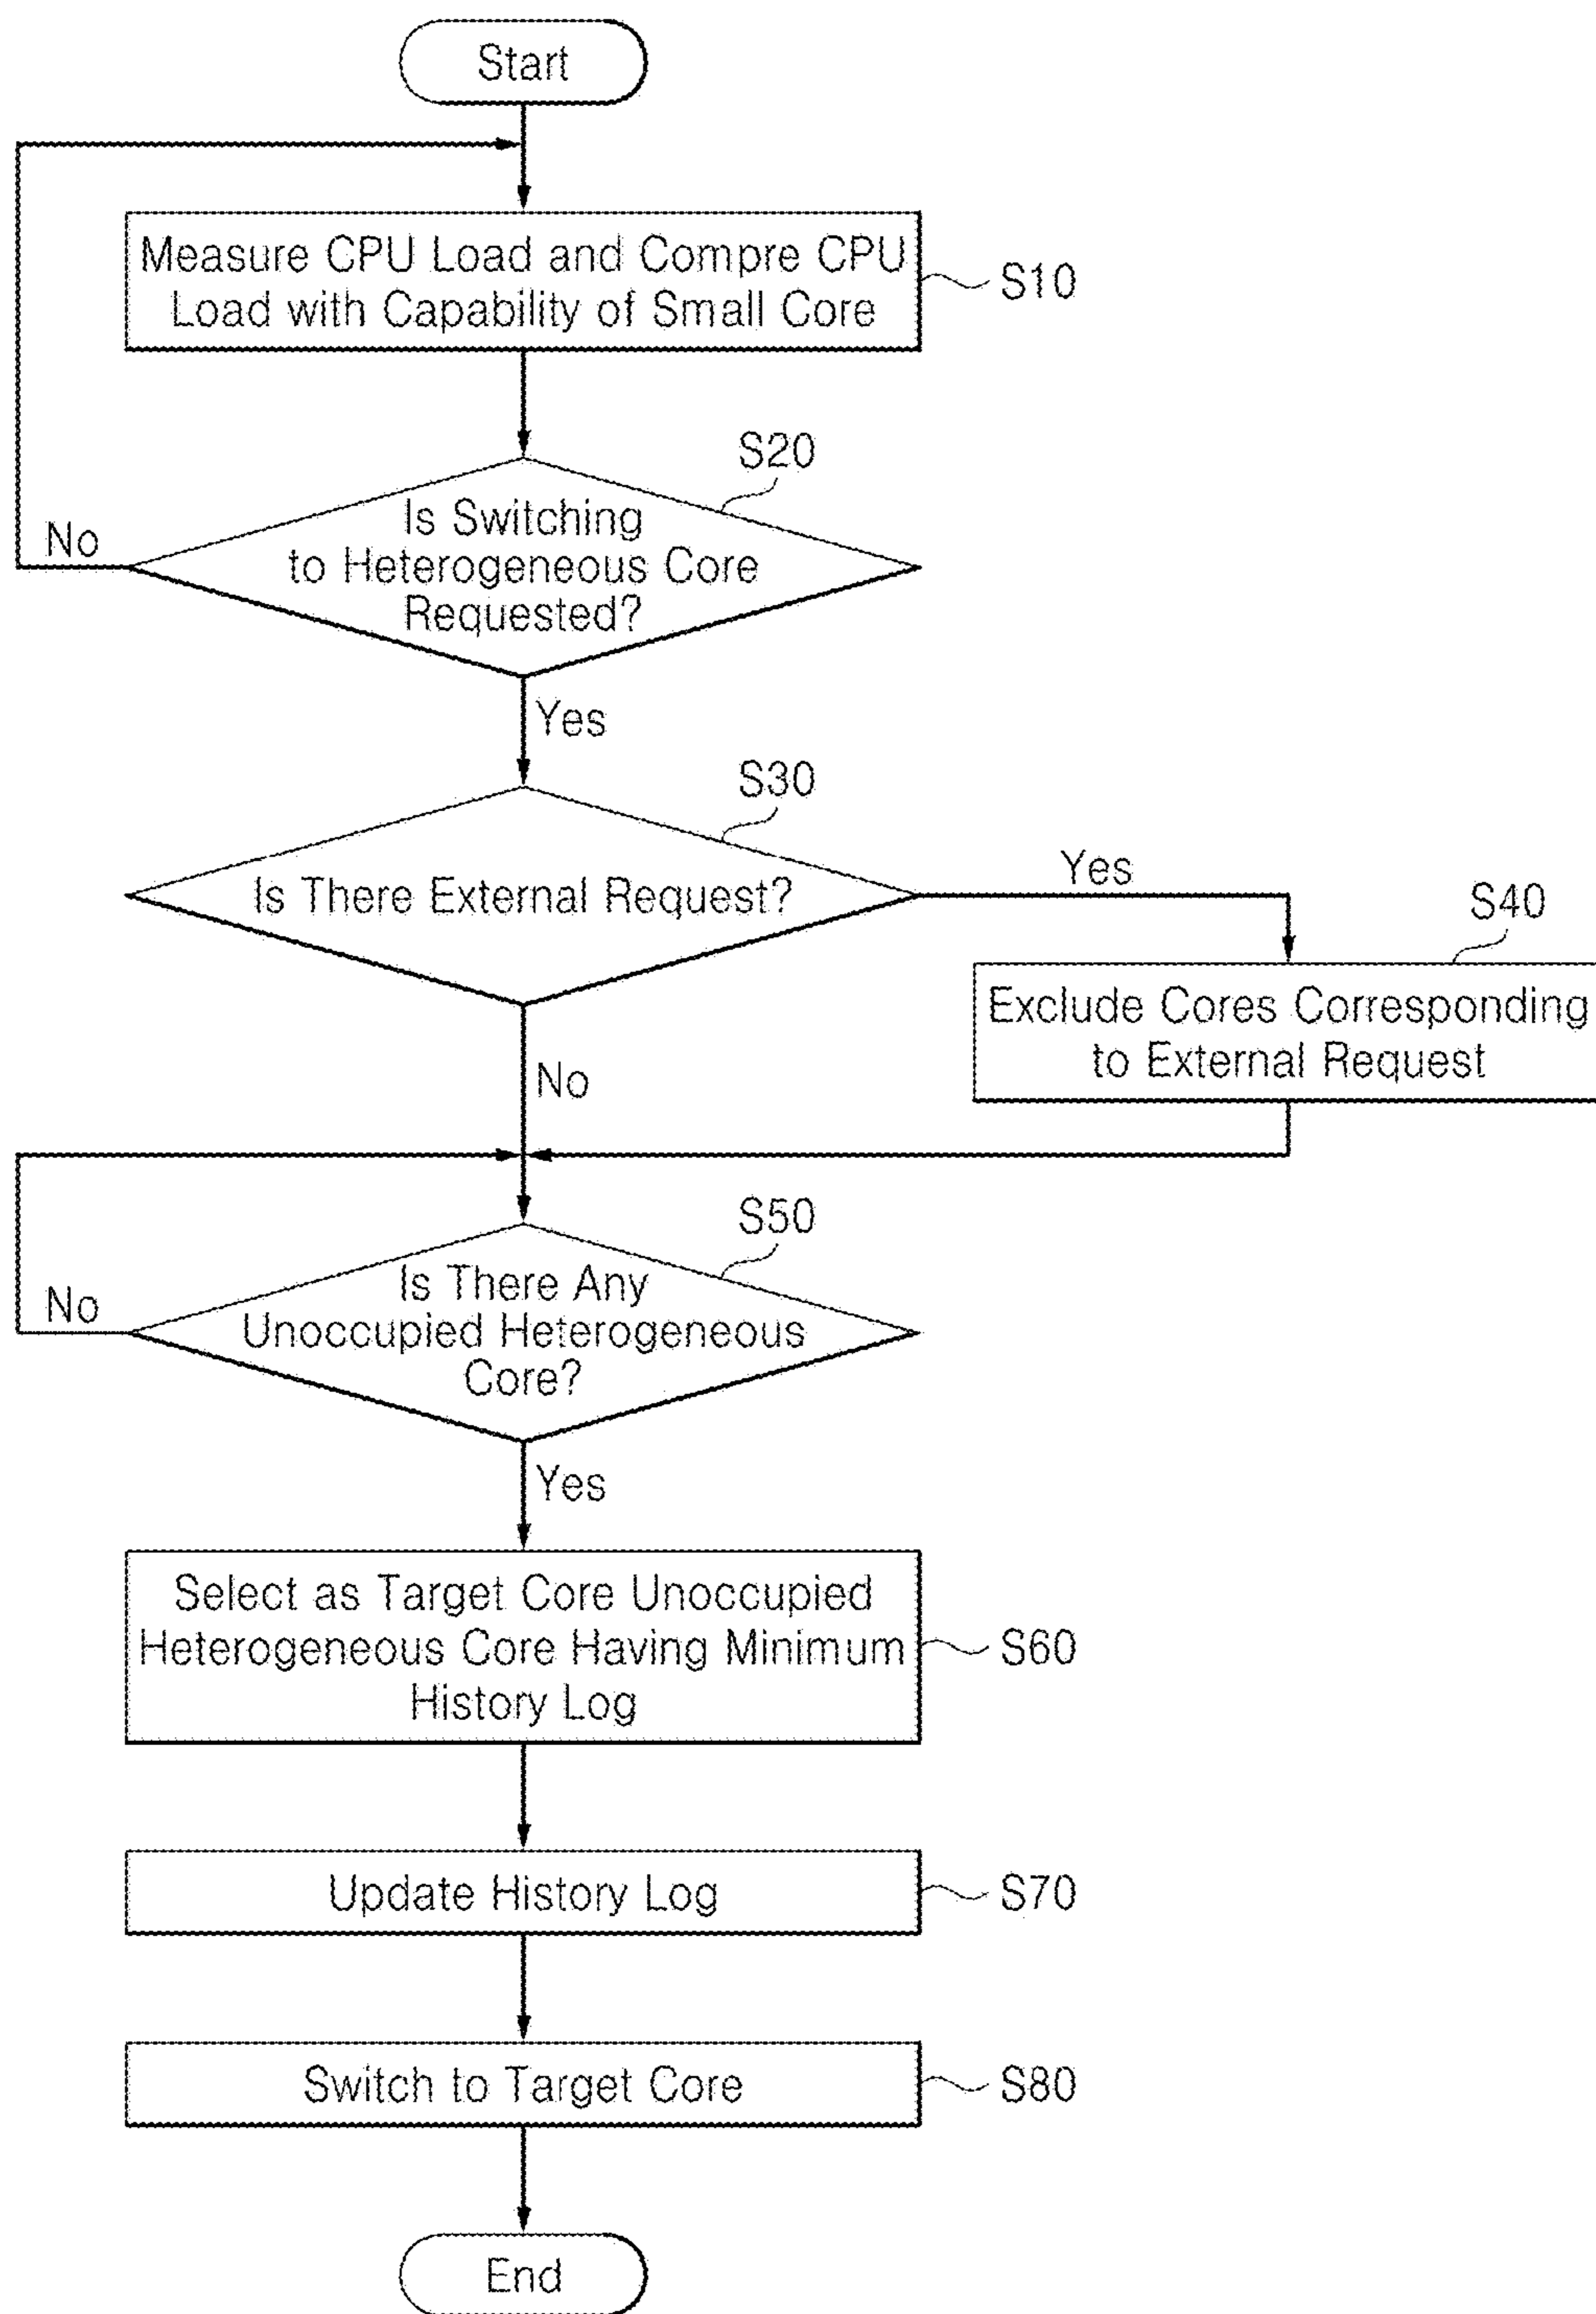 Start
Measure CPU Load and Compre CPU
Load with Capability of Small Core
S10
S20
Is Switching
to Heterogeneous Core
Requested?
No
Yes
S30
Is There External Request?
Yes
S40
Exclude Cores Corresponding
to External Request
No
S50
Is There Any
Unoccupied Heterogeneous
Core?
No
Yes
Select as Target Core Unoccupied
Heterogeneous Core Having Minimum
History Log
S60
Update History Log
S70
Switch to Target Core
S80
End